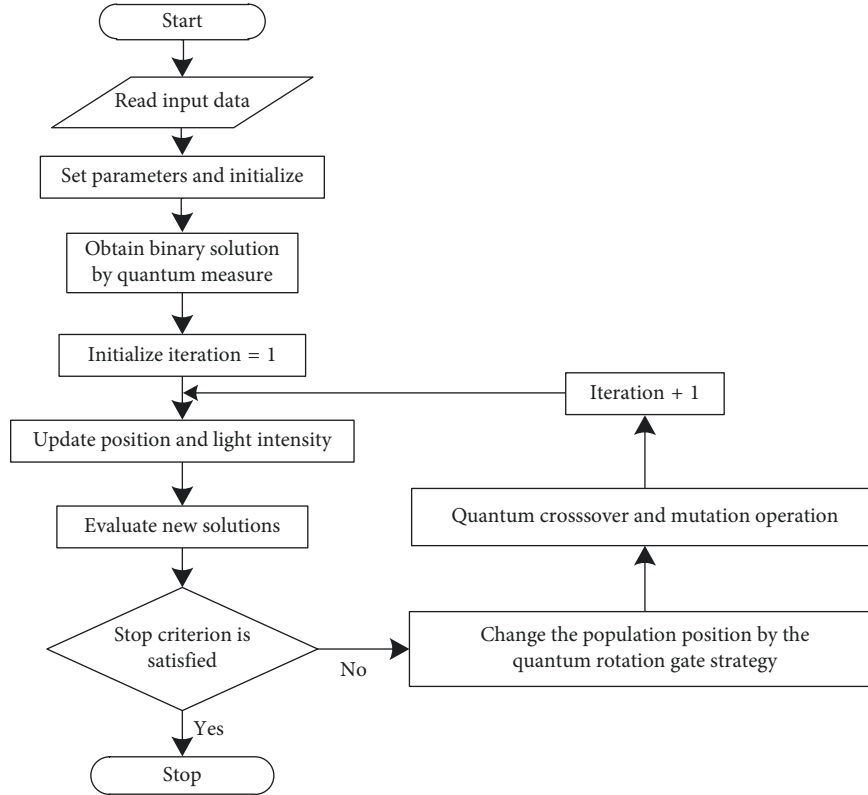 Start
Read input data
Set parameters and initialize
Obtain binary solution
by quantum measure
Initialize iteration = 1
Iteration + 1
Update position and light intensity
Evaluate new solutions
Quantum crosssover and mutation operation
Stop criterion is
satisfied
No
Change the population position by the
quantum rotation gate strategy
Yes
Stop